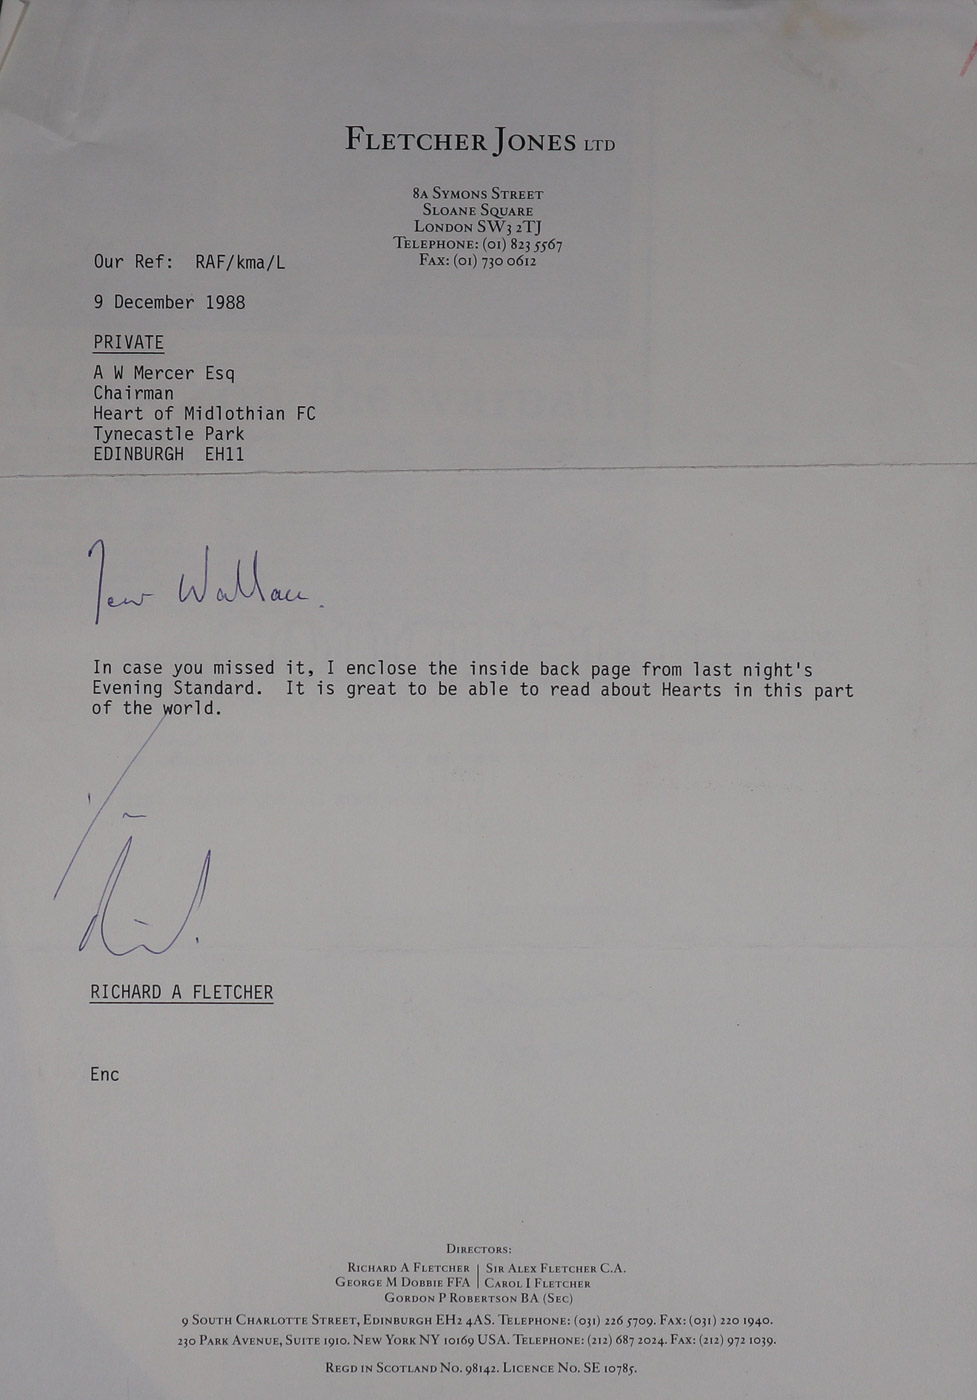 FLETCHER JONES LTD
8A SYMONS STREET
SLOANE SQUARE
LONDON SW3 2TJ
TELEPHONE: (01) 823 5567
FAX: (01) 730 0612
Our Ref: RAF/kma/L
9 December 1988
PRIVATE
A W Mercer Esq
Chairman
Heart of Midlothian FC
Tynecastle Park
EDINBURGH EH11
Dear Wallace.
In case you missed it, I enclose the inside back page from last night's
Evening Standard. It is great to be able to read about Hearts in this part
of the world.
RICHARD A FLETCHER
Enc
DIRECTORS:
RICHARD A FLETCHER | SIR ALEX FLETCHER C.A.
GEORGE M DOBBIE FFA | CAROL I FLETCHER
GORDON P ROBERTSON BA (SEC)
9 SOUTH CHARLOTTE STREET, EDINBURGH EH2 4AS. TELEPHONE: (031) 226 5709. FAX: (031) 220 1940.
230 PARK AVENUE, SUITE 1910. NEW YORK NY 10169 USA. TELEPHONE: (212) 687 2024. FAX: (212) 972 1039.
REGD IN SCOTLAND NO. 98142. LICENCE NO. SE 10785.